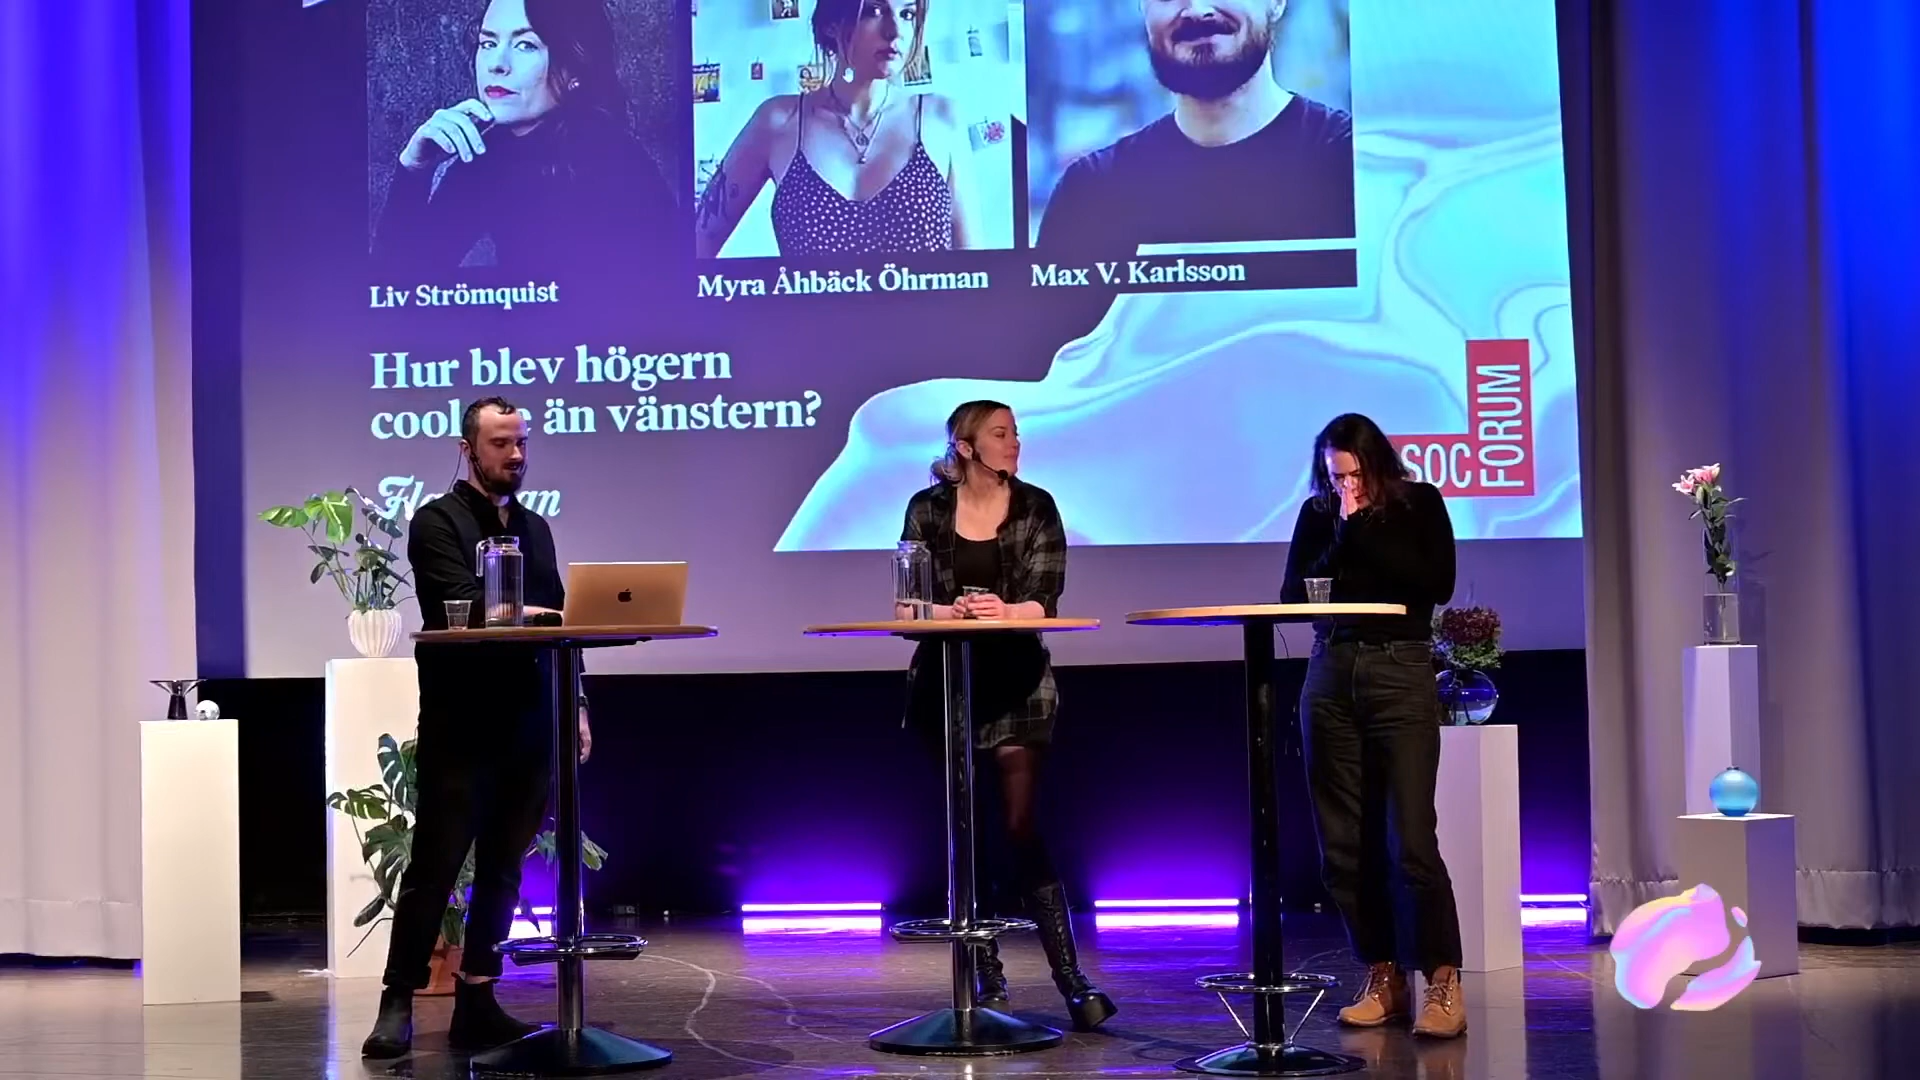 Liv Strömquist
Myra Åhbäck Öhrman
Max V. Karlsson
Hur blev högern
än vänstern?
SOC
FORUM